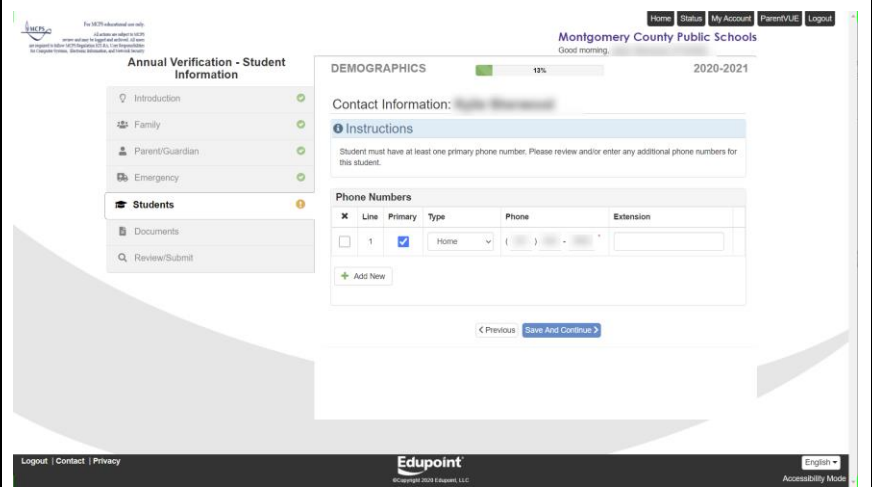 Home Status My Account ParentVUE Logout
MCPS
For MCPS educational use only.
Montgomery County Public Schools
Good morning,
Annual Verification - Student
Information
Introduction
Family
Parent/Guardian
Emergency
Students
Documents
Review/Submit
DEMOGRAPHICS 13% 2020-2021
Contact Information:
Instructions
Student must have at least one primary phone number. Please review and/or enter any additional phone numbers for
this student.
Phone Numbers
Line Primary Type Phone Extension
1 Home ( ) - *
+ Add New
< Previous Save And Continue >
Logout | Contact | Privacy
Edupoint
©Copyright 2020 Edupoint, LLC
English
Accessibility Mode